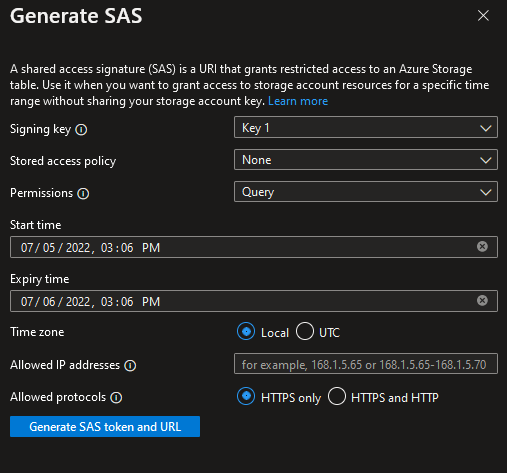 Generate SAS
A shared access signature (SAS) is a URI that grants restricted access to an Azure Storage
table. Use it when you want to grant access to storage account resources for a specific time
range without sharing your storage account key. Learn more
Signing key
Key 1
Stored access policy
None
Permissions
Query
Start time
07/05/2022, 03:06 PM
Expiry time
07/06/2022, 03:06 PM
Time zone
Local
UTC
Allowed IP addresses
for example, 168.1.5.65 or 168.1.5.65-168.1.5.70
Allowed protocols
HTTPS only
HTTPS and HTTP
Generate SAS token and URL